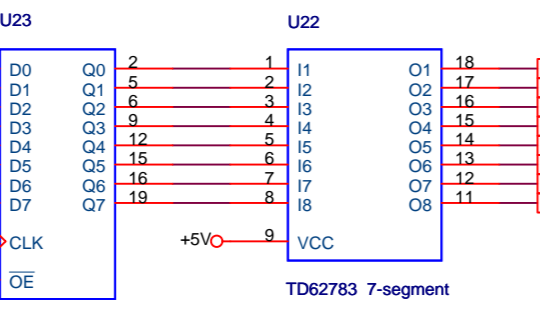 U23 U22
D0 Q0 2 1 I1 O1 18
D1 Q1 5 2 I2 O2 17
D2 Q2 6 3 I3 O3 16
D3 Q3 9 4 I4 O4 15
D4 Q4 12 5 I5 O5 14
D5 Q5 15 6 I6 O6 13
D6 Q6 16 7 I7 O7 12
D7 Q7 19 8 I8 O8 11
CLK +5V 9 VCC
OE
TD62783 7-segment